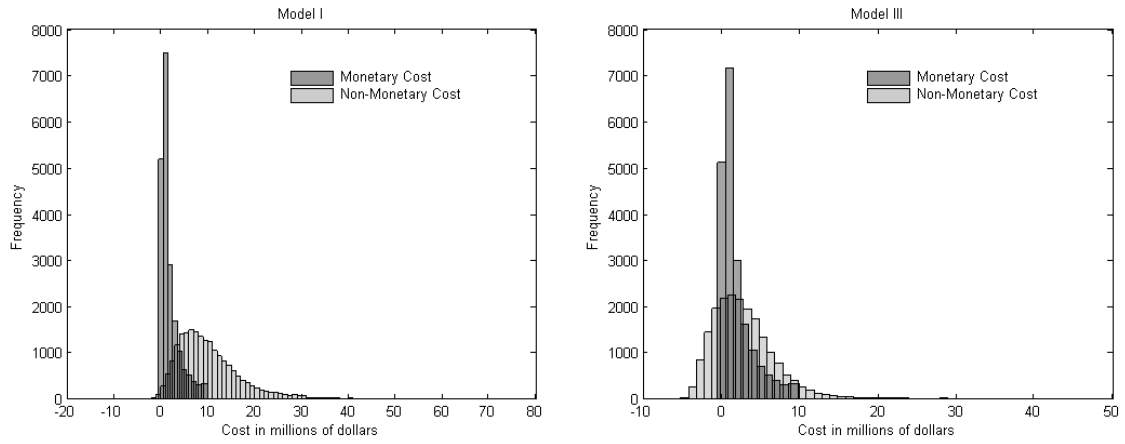 Model I
8000
7000
6000
5000
4000
3000
2000
1000
0
Frequency
Monetary Cost
Non-Monetary Cost
-20 -10 0 10 20 30 40 50 60 70 80
Cost in millions of dollars
Model III
8000
7000
6000
5000
4000
3000
2000
1000
0
Frequency
Monetary Cost
Non-Monetary Cost
-10 0 10 20 30 40 50
Cost in millions of dollars